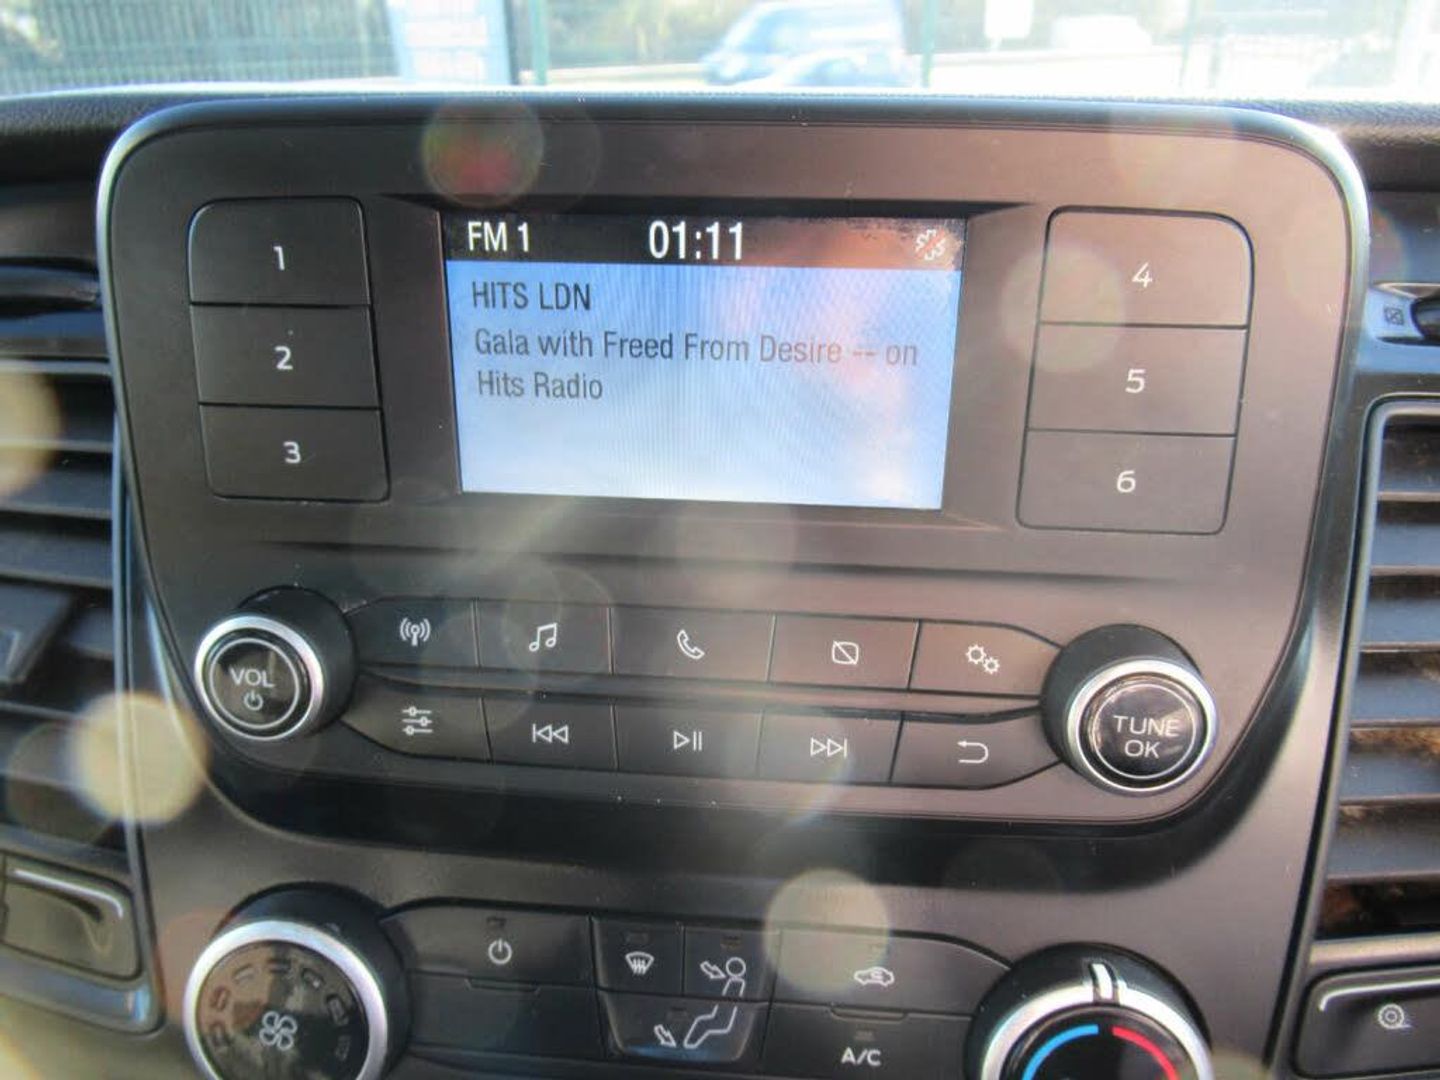 FM 1 01:11
HITS LDN
Gala with Freed From Desire -- on
Hits Radio
1
2
3
4
5
6
VOL
TUNE
OK
A/C